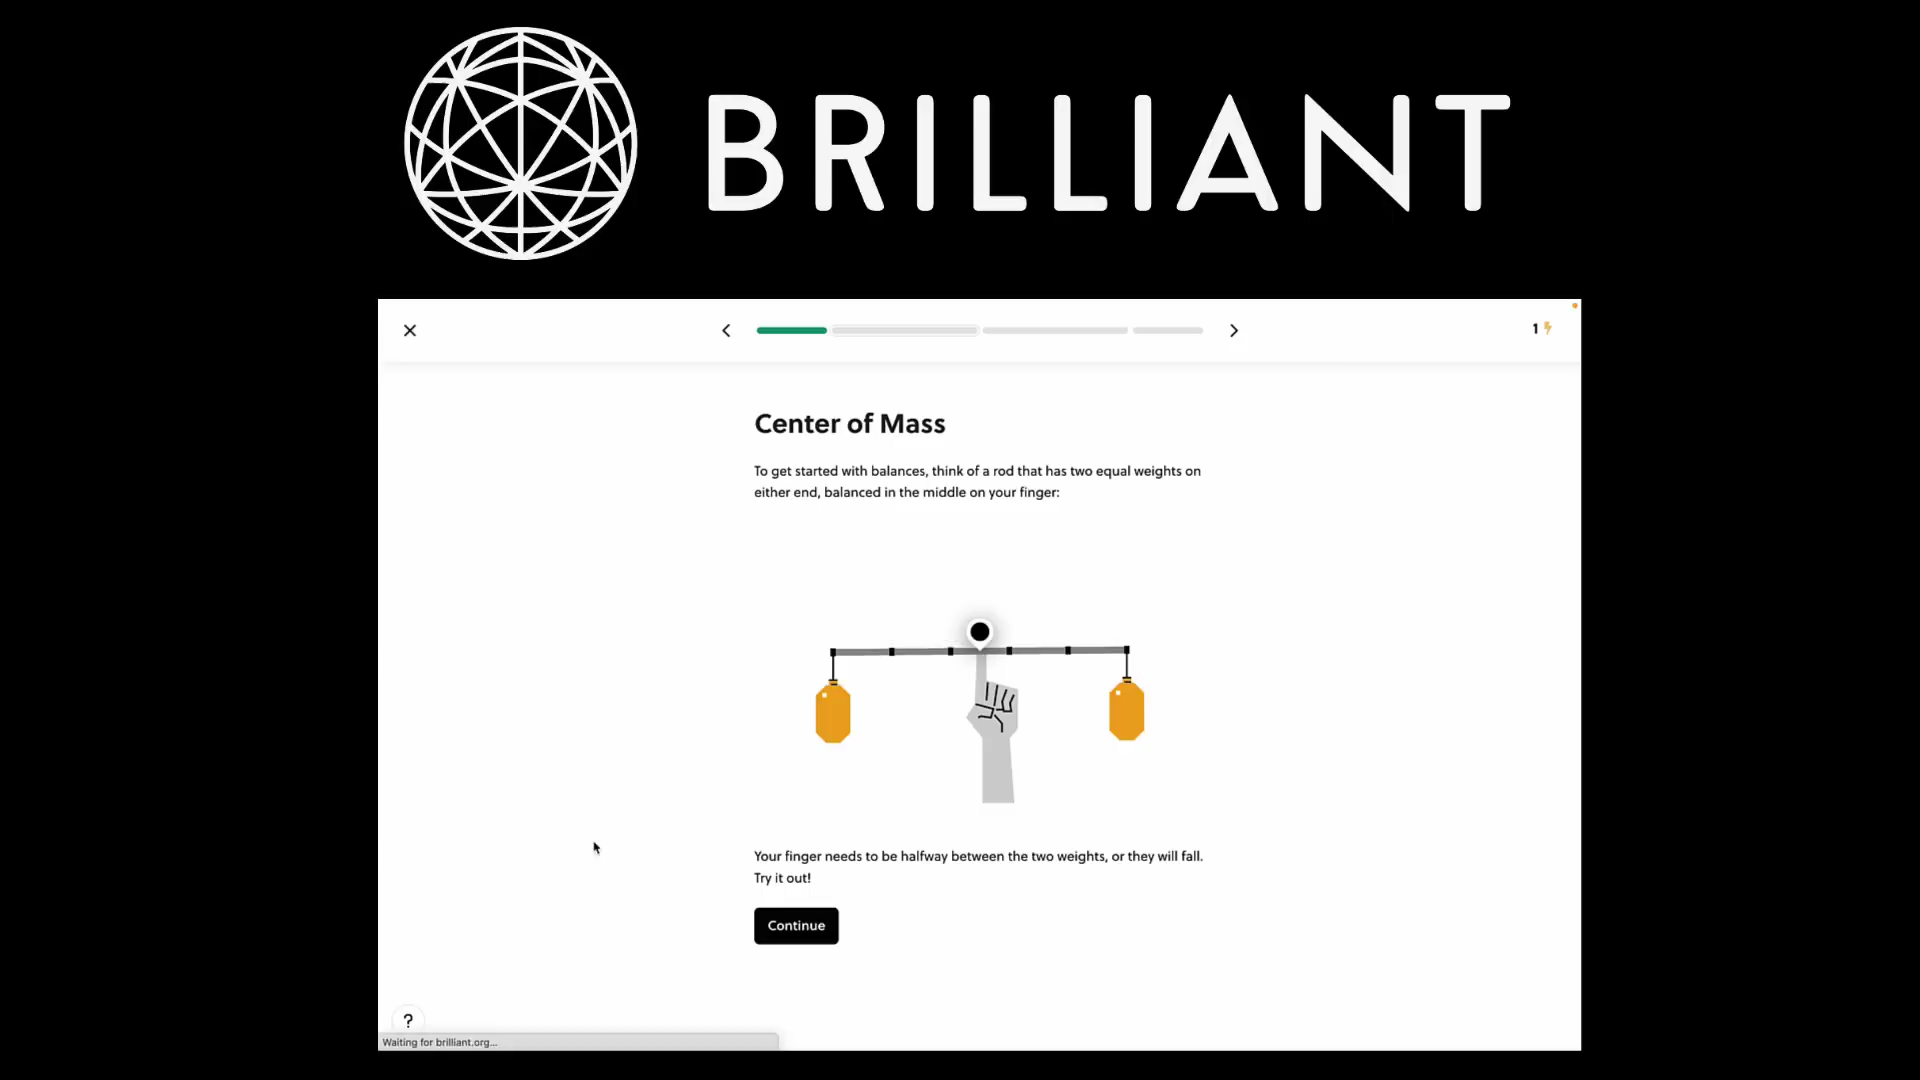 BRILLIANT
1
Center of Mass
To get started with balances, think of a rod that has two equal weights on
either end, balanced in the middle on your finger:
Your finger needs to be halfway between the two weights, or they will fall.
Try it out!
Continue
?
Waiting for brilliant.org...